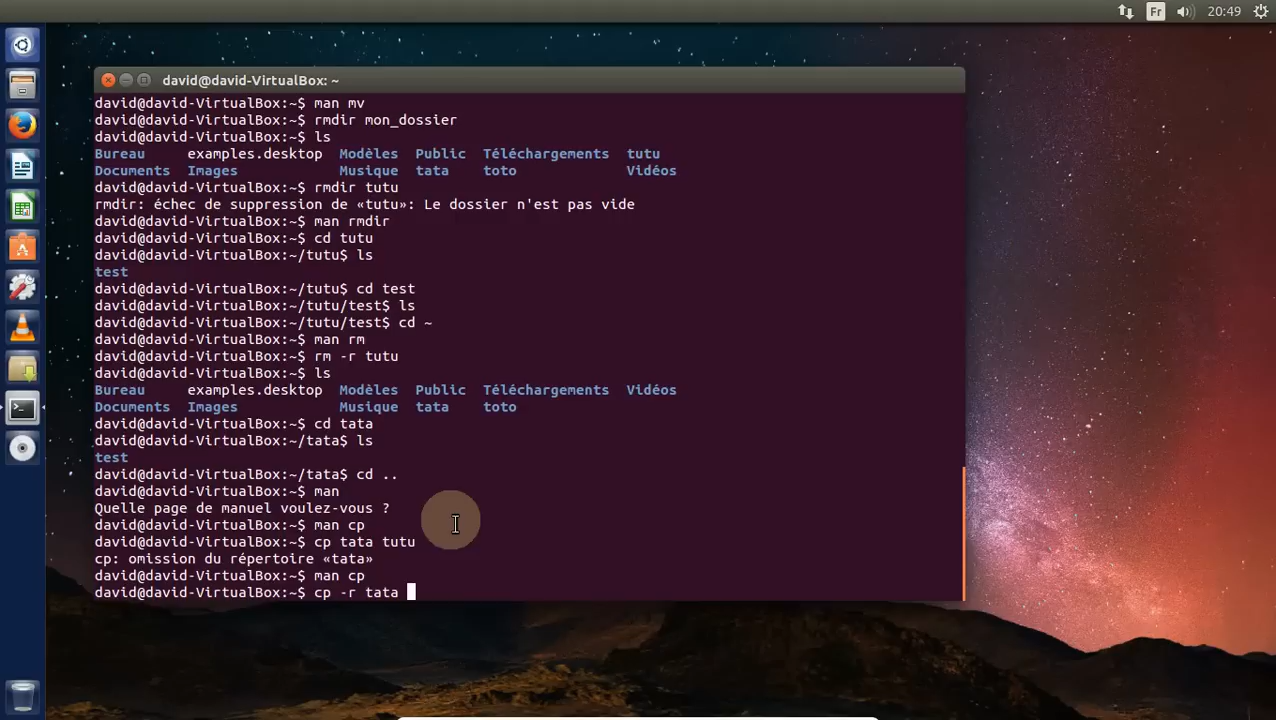 Fr
20:49
david@david-VirtualBox: ~
david@david-VirtualBox:~$ man mv
david@david-VirtualBox:~$ rmdir mon_dossier
david@david-VirtualBox:~$ ls
Bureau examples.desktop Modèles Public Téléchargements tutu
Documents Images Musique tata toto Vidéos
david@david-VirtualBox:~$ rmdir tutu
rmdir: échec de suppression de «tutu»: Le dossier n'est pas vide
david@david-VirtualBox:~$ man rmdir
david@david-VirtualBox:~$ cd tutu
david@david-VirtualBox:~/tutu$ ls
test
david@david-VirtualBox:~/tutu$ cd test
david@david-VirtualBox:~/tutu/test$ ls
david@david-VirtualBox:~/tutu/test$ cd ~
david@david-VirtualBox:~$ man rm
david@david-VirtualBox:~$ rm -r tutu
david@david-VirtualBox:~$ ls
Bureau examples.desktop Modèles Public Téléchargements Vidéos
Documents Images Musique tata toto
david@david-VirtualBox:~$ cd tata
david@david-VirtualBox:~/tata$ ls
test
david@david-VirtualBox:~/tata$ cd ..
david@david-VirtualBox:~$ man
Quelle page de manuel voulez-vous ?
david@david-VirtualBox:~$ man cp
david@david-VirtualBox:~$ cp tata tutu
cp: omission du répertoire «tata»
david@david-VirtualBox:~$ man cp
david@david-VirtualBox:~$ cp -r tata